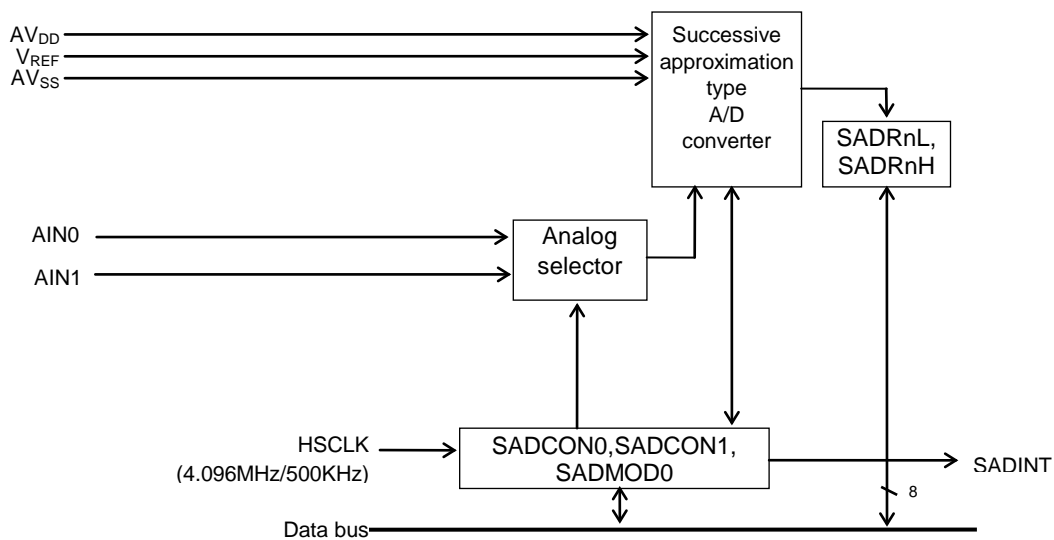 AVDD
VREF
AVSS
Successive
approximation
type
A/D
converter
SADRnL,
SADRnH
AIN0
AIN1
Analog
selector
HSCLK
(4.096MHz/500KHz)
SADCON0,SADCON1,
SADMOD0
SADINT
8
Data bus